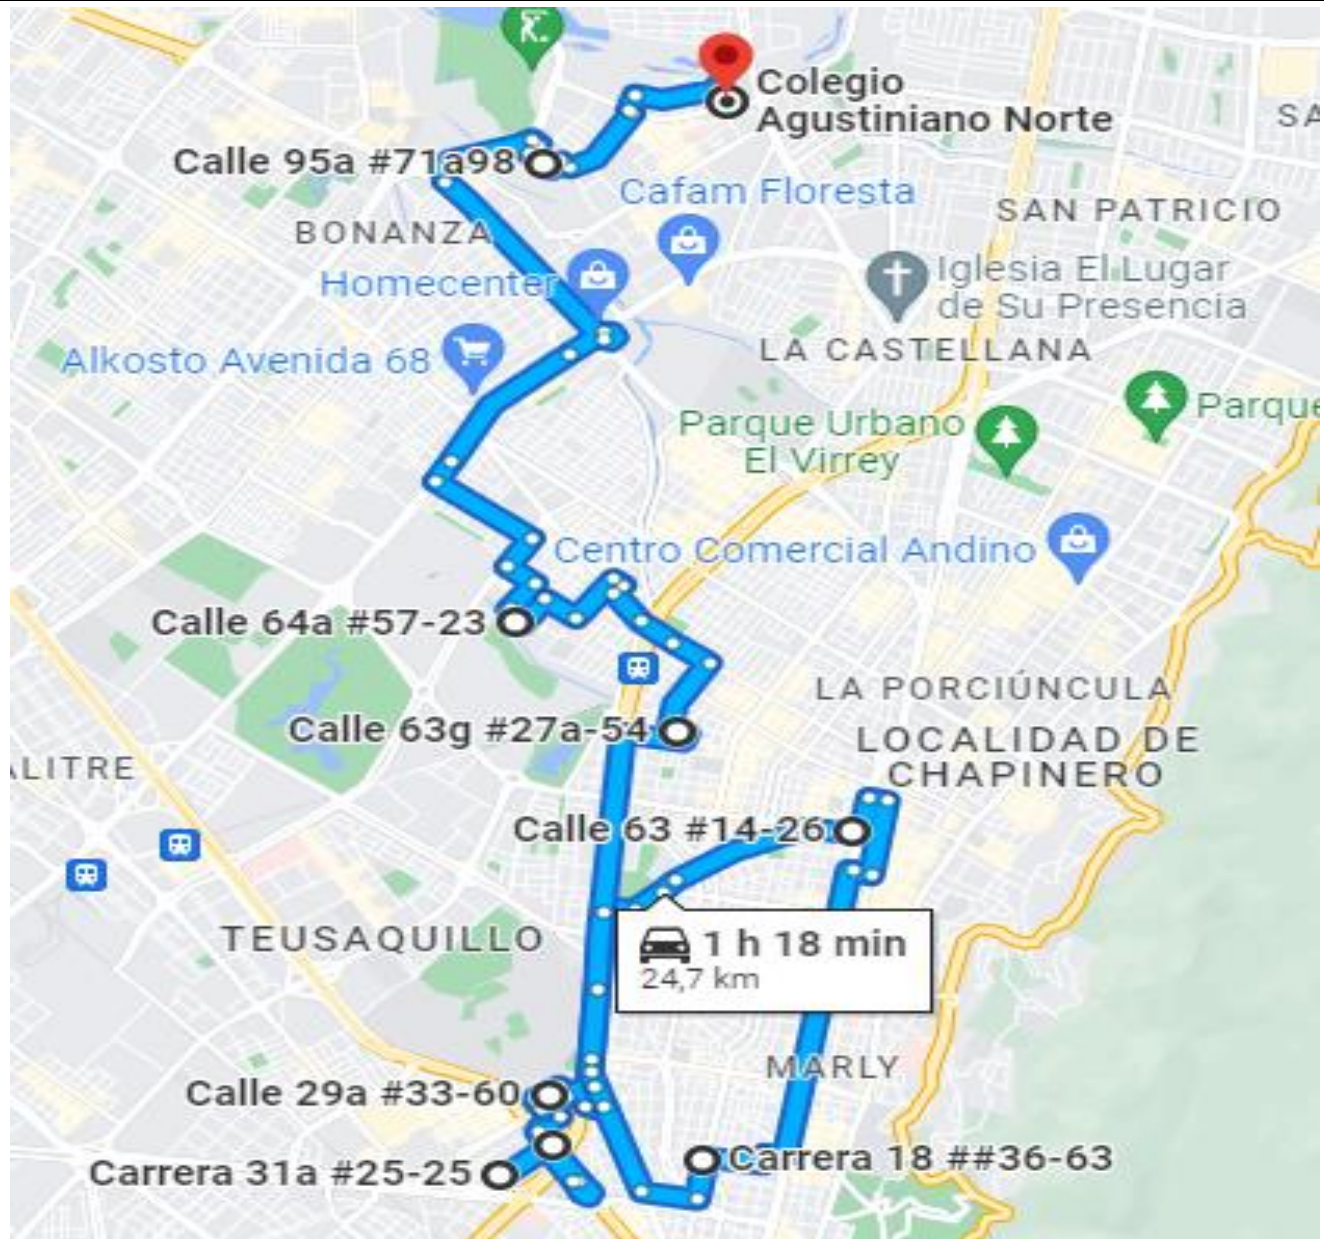 Colegio
Agustiniano Norte
SA
Calle 95a #71a98
Cafam Floresta
SAN PATRICIO
BONANZA
Homecenter
Iglesia El Lugar
de Su Presencia
Alkosto Avenida 68
LA CASTELLANA
Parque
Parque Urbano
El Virrey
Centro Comercial Andino
Calle 64a #57-23
LA PORCIÚNCULA
Calle 63g #27a-54
LOCALIDAD DE
CHAPINERO
ALITRE
Calle 63 #14-26
TEUSAQUILLO
1 h 18 min
24,7 km
MARLY
Calle 29a #33-60
Carrera 18 ##36-63
Carrera 31a #25-25